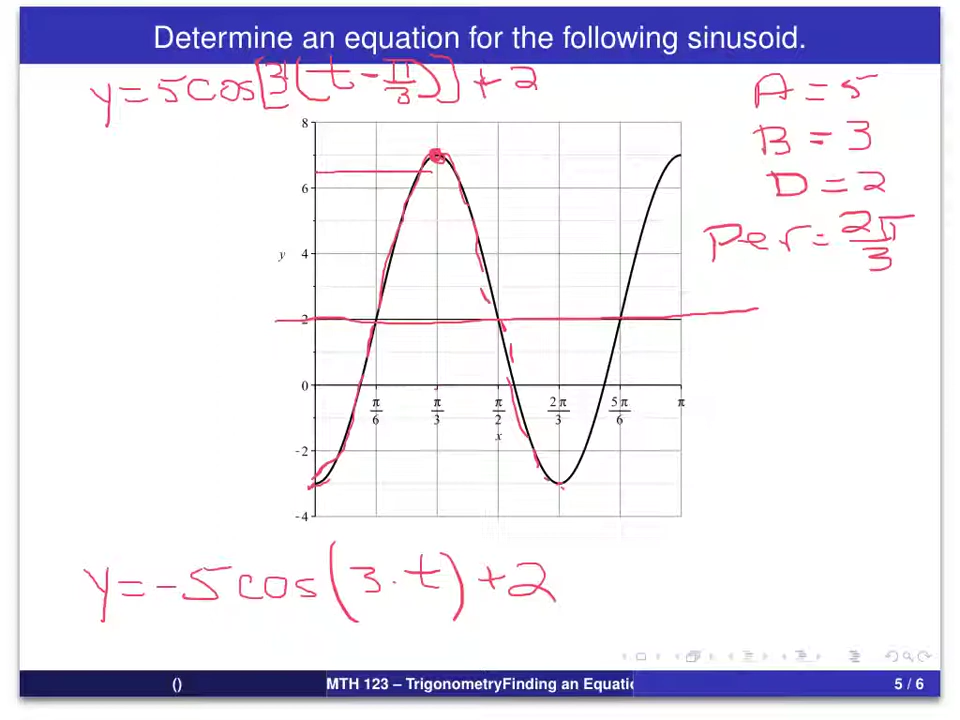 Determine an equation for the following sinusoid.
y = 5cos[3(t - π/3)] + 2
A = 5
B = 3
D = 2
Per = 2π/3
8
6
y
4
2
0
π/6 π/3 π/2 2π/3 5π/6 π
x
-2
-4
y = -5cos(3·t) + 2
() MTH 123 – TrigonometryFinding an Equatio 5 / 6